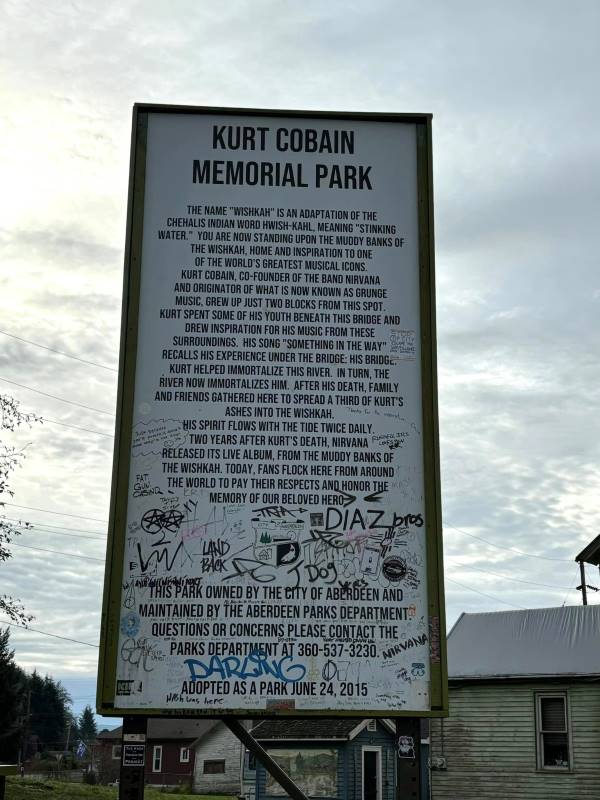 KURT COBAIN
MEMORIAL PARK
THE NAME "WISHKAH" IS AN ADAPTATION OF THE
CHEHALIS INDIAN WORD HWISH-KAHL, MEANING "STINKING
WATER." YOU ARE NOW STANDING UPON THE MUDDY BANKS OF
THE WISHKAH, HOME AND INSPIRATION TO ONE
OF THE WORLD'S GREATEST MUSICAL ICONS.
KURT COBAIN, CO-FOUNDER OF THE BAND NIRVANA
AND ORIGINATOR OF WHAT IS NOW KNOWN AS GRUNGE
MUSIC, GREW UP JUST TWO BLOCKS FROM THIS SPOT.
KURT SPENT SOME OF HIS YOUTH BENEATH THIS BRIDGE AND
DREW INSPIRATION FOR HIS MUSIC FROM THESE
SURROUNDINGS. HIS SONG "SOMETHING IN THE WAY"
RECALLS HIS EXPERIENCE UNDER THE BRIDGE: HIS BRIDGE.
KURT HELPED IMMORTALIZE THIS RIVER. IN TURN, THE
RIVER NOW IMMORTALIZES HIM. AFTER HIS DEATH, FAMILY
AND FRIENDS GATHERED HERE TO SPREAD A THIRD OF KURT'S
ASHES INTO THE WISHKAH.
HIS SPIRIT FLOWS WITH THE TIDE TWICE DAILY.
TWO YEARS AFTER KURT'S DEATH, NIRVANA
RELEASED ITS LIVE ALBUM, FROM THE MUDDY BANKS OF
THE WISHKAH. TODAY, FANS FLOCK HERE FROM AROUND
THE WORLD TO PAY THEIR RESPECTS AND HONOR THE
MEMORY OF OUR BELOVED HERO
FAT
GUN
DIAZ bros
LAND
BACK
DOG
THIS PARK OWNED BY THE CITY OF ABERDEEN AND
MAINTAINED BY THE ABERDEEN PARKS DEPARTMENT
QUESTIONS OR CONCERNS PLEASE CONTACT THE
PARKS DEPARTMENT AT 360-537-3230.
NIRVANA
DARLING
ADOPTED AS A PARK JUNE 24, 2015
was here